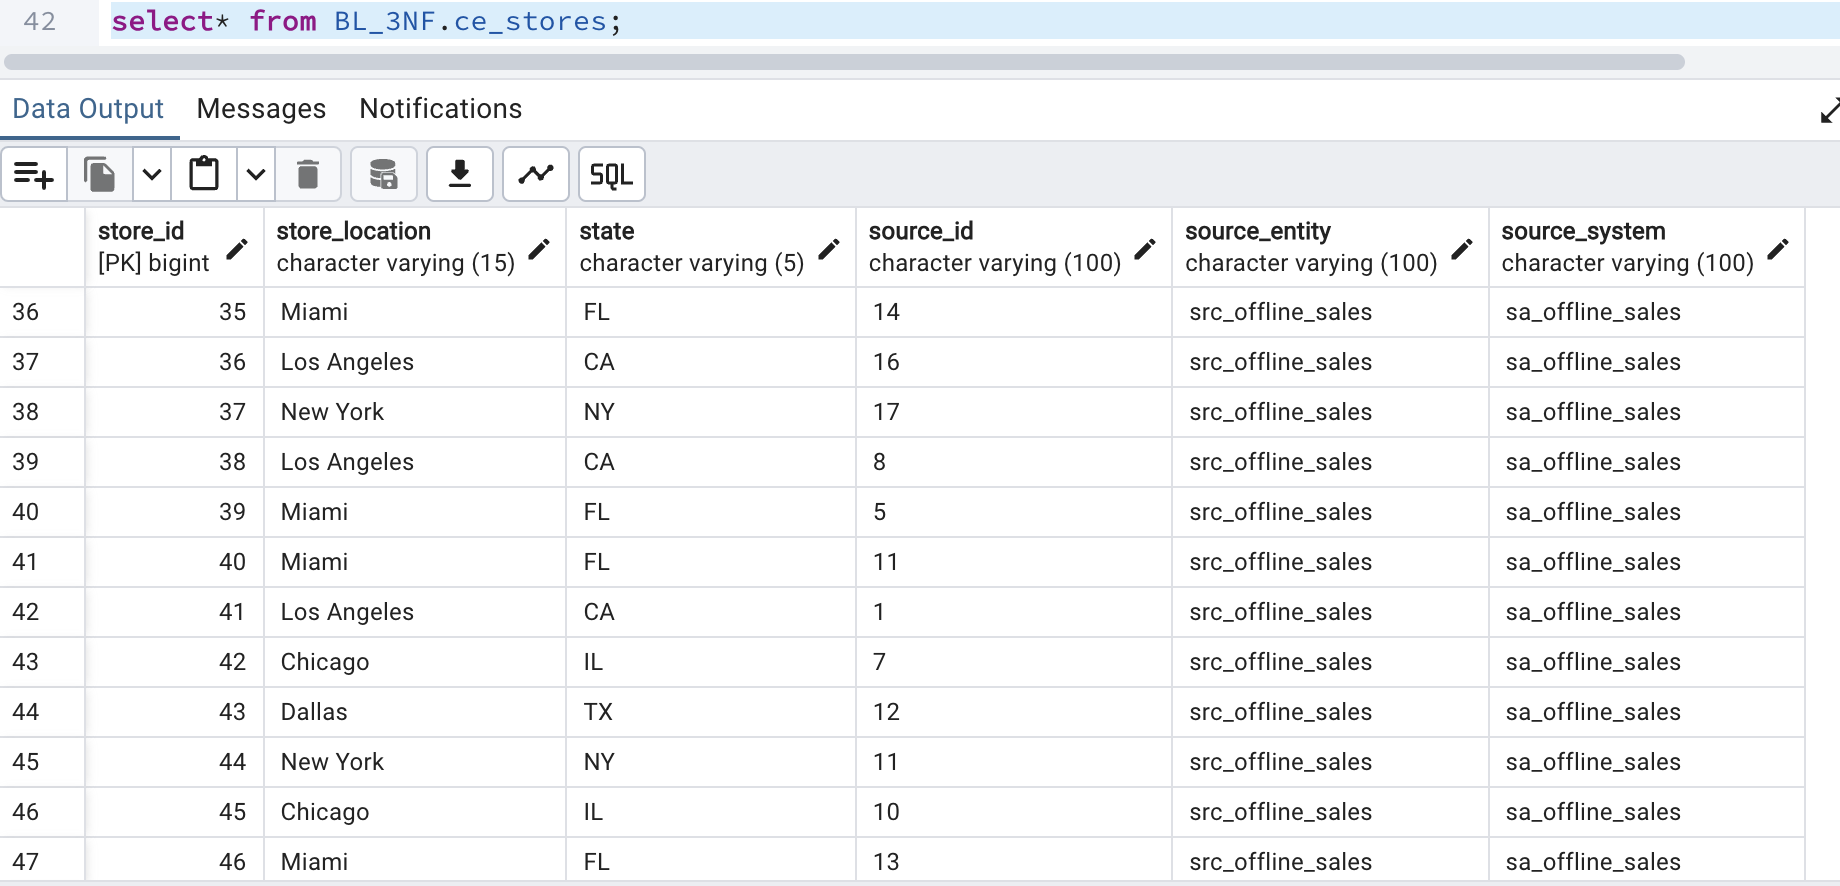 42 select* from BL_3NF.ce_stores;
Data Output Messages Notifications
SQL
store_id store_location state source_id source_entity source_system
[PK] bigint character varying (15) character varying (5) character varying (100) character varying (100) character varying (100)
36 35 Miami FL 14 src_offline_sales sa_offline_sales
37 36 Los Angeles CA 16 src_offline_sales sa_offline_sales
38 37 New York NY 17 src_offline_sales sa_offline_sales
39 38 Los Angeles CA 8 src_offline_sales sa_offline_sales
40 39 Miami FL 5 src_offline_sales sa_offline_sales
41 40 Miami FL 11 src_offline_sales sa_offline_sales
42 41 Los Angeles CA 1 src_offline_sales sa_offline_sales
43 42 Chicago IL 7 src_offline_sales sa_offline_sales
44 43 Dallas TX 12 src_offline_sales sa_offline_sales
45 44 New York NY 11 src_offline_sales sa_offline_sales
46 45 Chicago IL 10 src_offline_sales sa_offline_sales
47 46 Miami FL 13 src_offline_sales sa_offline_sales